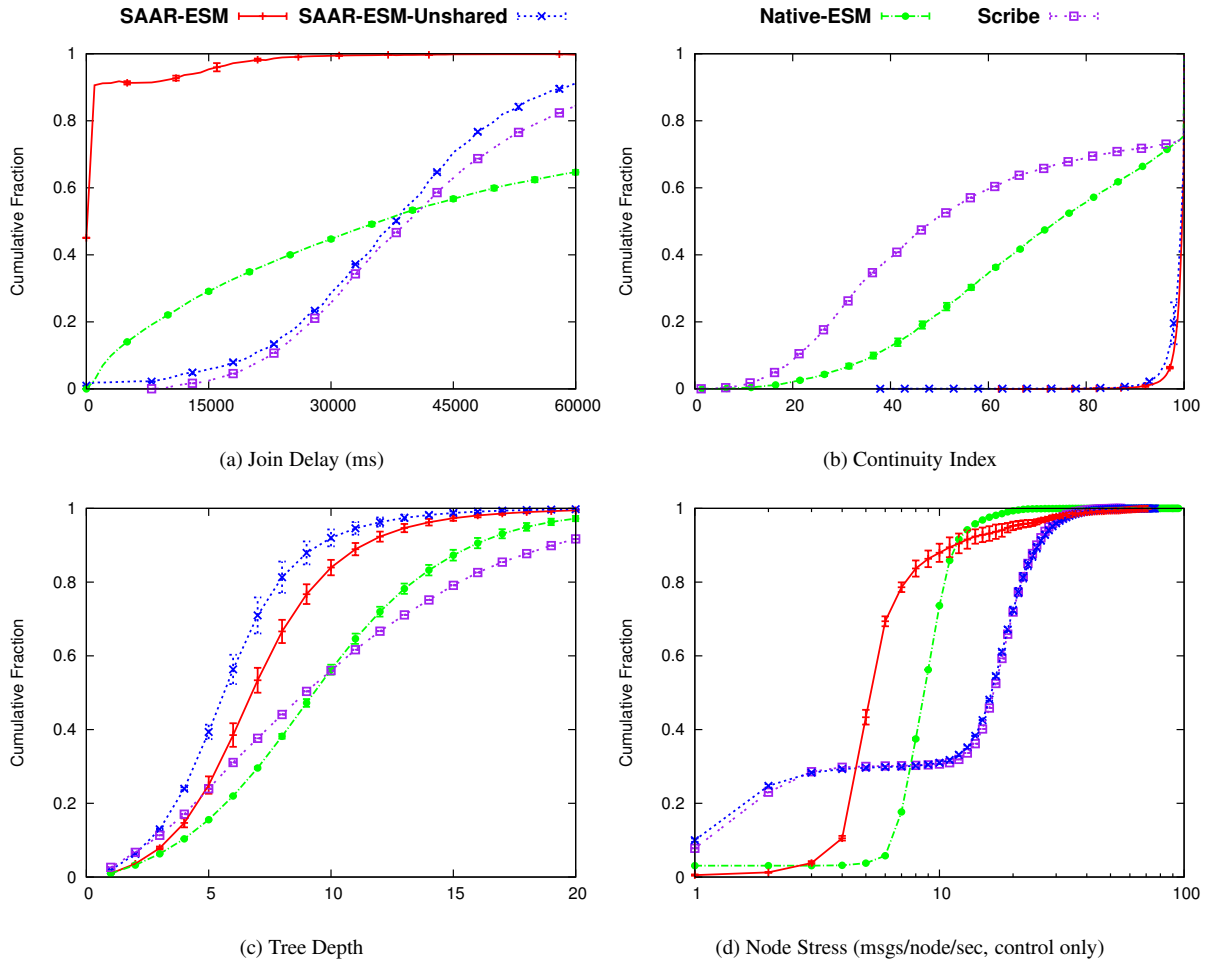 SAAR-ESM SAAR-ESM-Unshared Native-ESM Scribe
1
0.8
0.6
0.4
0.2
0
Cumulative Fraction
0 15000 30000 45000 60000
(a) Join Delay (ms)
1
0.8
0.6
0.4
0.2
0
Cumulative Fraction
0 20 40 60 80 100
(b) Continuity Index
1
0.8
0.6
0.4
0.2
0
Cumulative Fraction
0 5 10 15 20
(c) Tree Depth
1
0.8
0.6
0.4
0.2
0
Cumulative Fraction
1 10 100
(d) Node Stress (msgs/node/sec, control only)